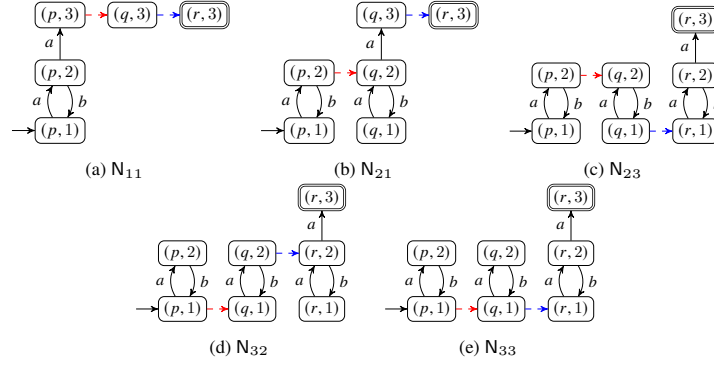 (p, 3) (q, 3) (r, 3)
a
(p, 2)
a b
(p, 1)
(a) N11
(q, 3) (r, 3)
a
(p, 2) (q, 2)
a b a b
(p, 1) (q, 1)
(b) N21
(r, 3)
a
(p, 2) (q, 2) (r, 2)
a b a b a
(p, 1) (q, 1) (r, 1)
(c) N23
(r, 3)
a
(p, 2) (q, 2) (r, 2)
a b a b a b
(p, 1) (q, 1) (r, 1)
(d) N32
(r, 3)
a
(p, 2) (q, 2) (r, 2)
a b a b a b
(p, 1) (q, 1) (r, 1)
(e) N33